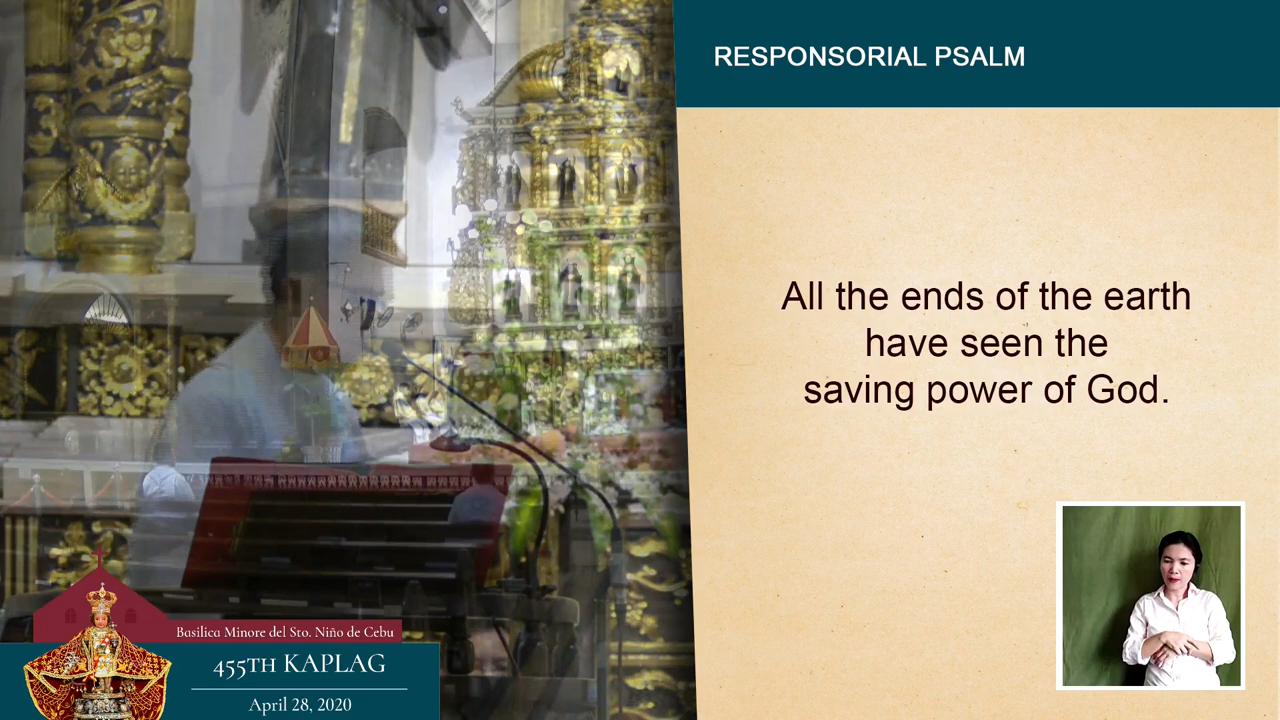 RESPONSORIAL PSALM
All the ends of the earth
have seen the
saving power of God.
Basilica Minore del Sto. Niño de Cebu
455TH KAPLAG
April 28, 2020